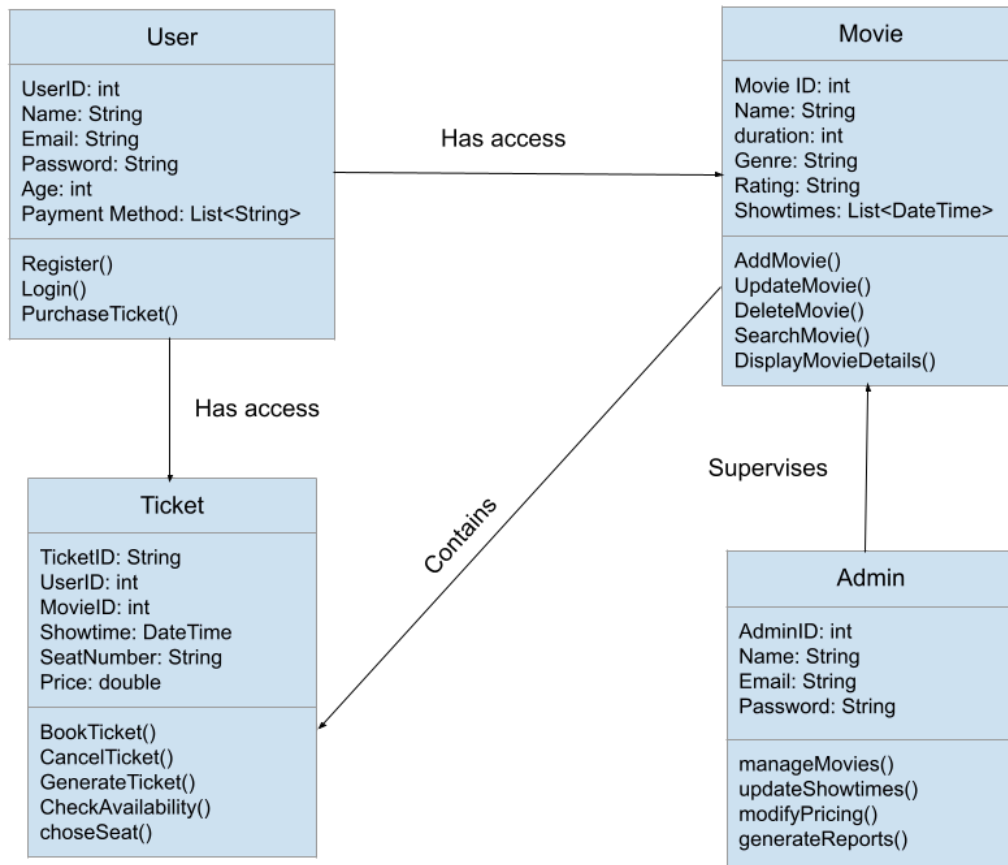 User
UserID: int
Name: String
Email: String
Password: String
Age: int
Payment Method: List<String>
Register()
Login()
PurchaseTicket()
Has access
Movie
Movie ID: int
Name: String
duration: int
Genre: String
Rating: String
Showtimes: List<DateTime>
AddMovie()
UpdateMovie()
DeleteMovie()
SearchMovie()
DisplayMovieDetails()
Has access
Contains
Supervises
Ticket
TicketID: String
UserID: int
MovieID: int
Showtime: DateTime
SeatNumber: String
Price: double
BookTicket()
CancelTicket()
GenerateTicket()
CheckAvailability()
choseSeat()
Admin
AdminID: int
Name: String
Email: String
Password: String
manageMovies()
updateShowtimes()
modifyPricing()
generateReports()